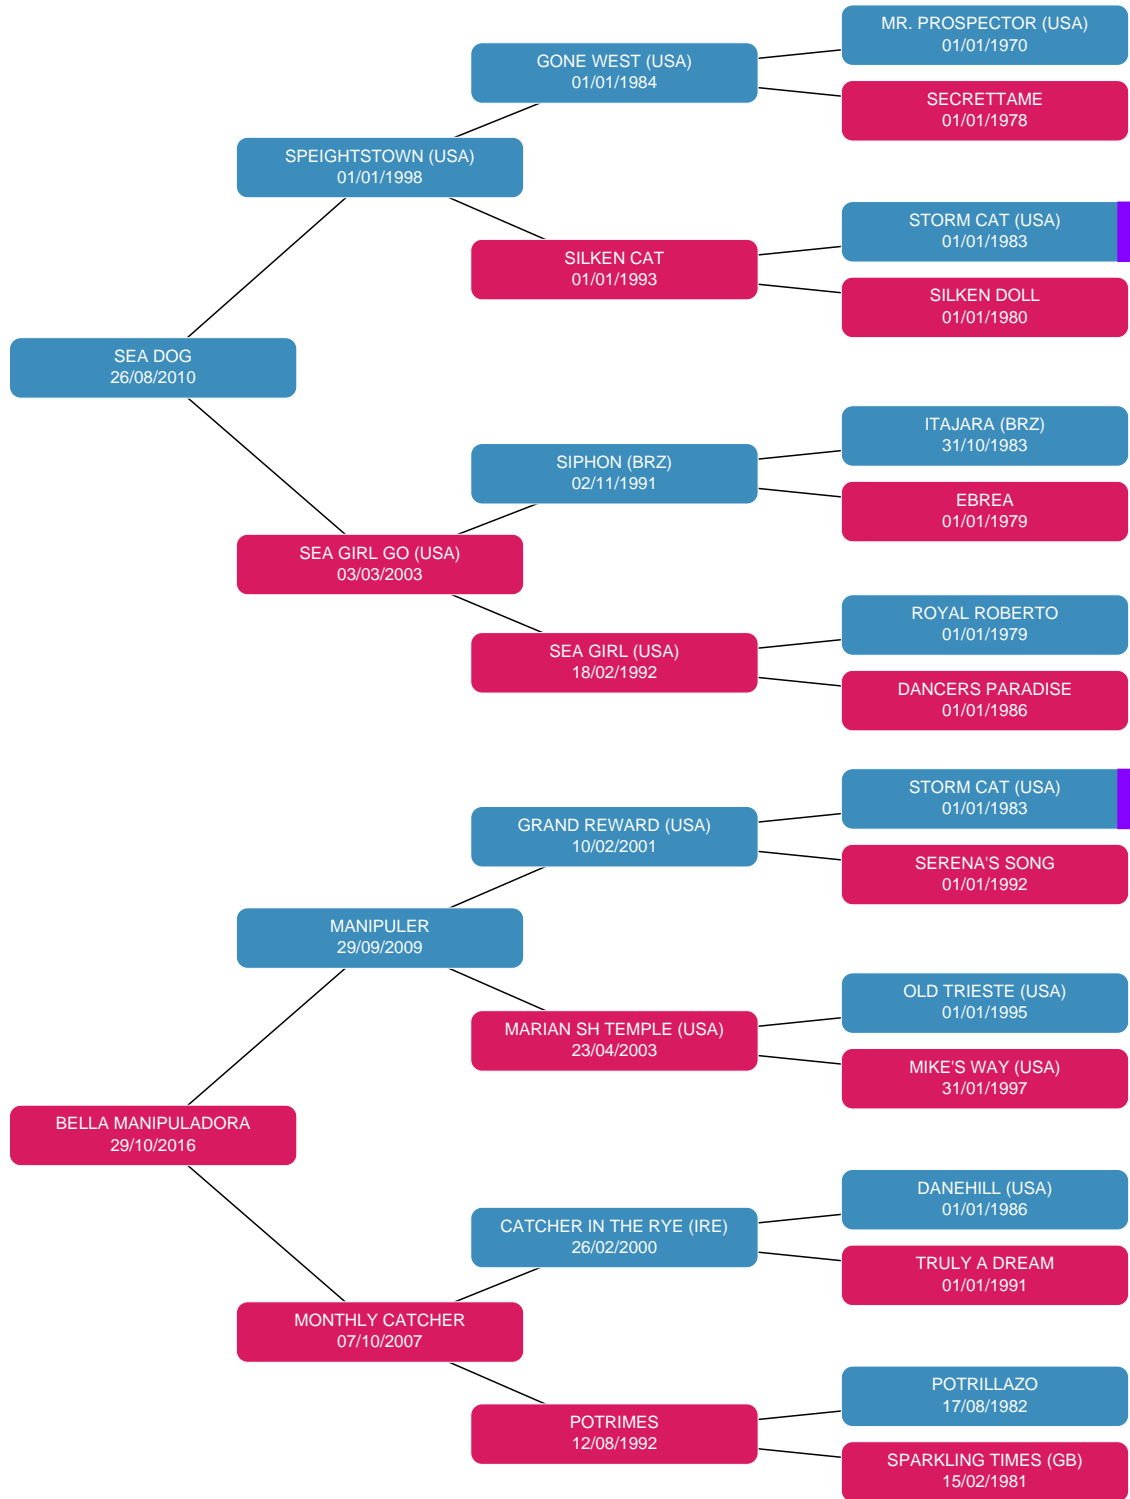 MR. PROSPECTOR (USA)
01/01/1970
GONE WEST (USA)
01/01/1984
SECRETTAME
01/01/1978
SPEIGHTSTOWN (USA)
01/01/1998
STORM CAT (USA)
01/01/1983
SILKEN CAT
01/01/1993
SILKEN DOLL
01/01/1980
SEA DOG
26/08/2010
ITAJARA (BRZ)
31/10/1983
SIPHON (BRZ)
02/11/1991
EBREA
01/01/1979
SEA GIRL GO (USA)
03/03/2003
ROYAL ROBERTO
01/01/1979
SEA GIRL (USA)
18/02/1992
DANCERS PARADISE
01/01/1986
STORM CAT (USA)
01/01/1983
GRAND REWARD (USA)
10/02/2001
SERENA'S SONG
01/01/1992
MANIPULER
29/09/2009
OLD TRIESTE (USA)
01/01/1995
MARIAN SH TEMPLE (USA)
23/04/2003
MIKE'S WAY (USA)
31/01/1997
BELLA MANIPULADORA
29/10/2016
DANEHILL (USA)
01/01/1986
CATCHER IN THE RYE (IRE)
26/02/2000
TRULY A DREAM
01/01/1991
MONTHLY CATCHER
07/10/2007
POTRILLAZO
17/08/1982
POTRIMES
12/08/1992
SPARKLING TIMES (GB)
15/02/1981